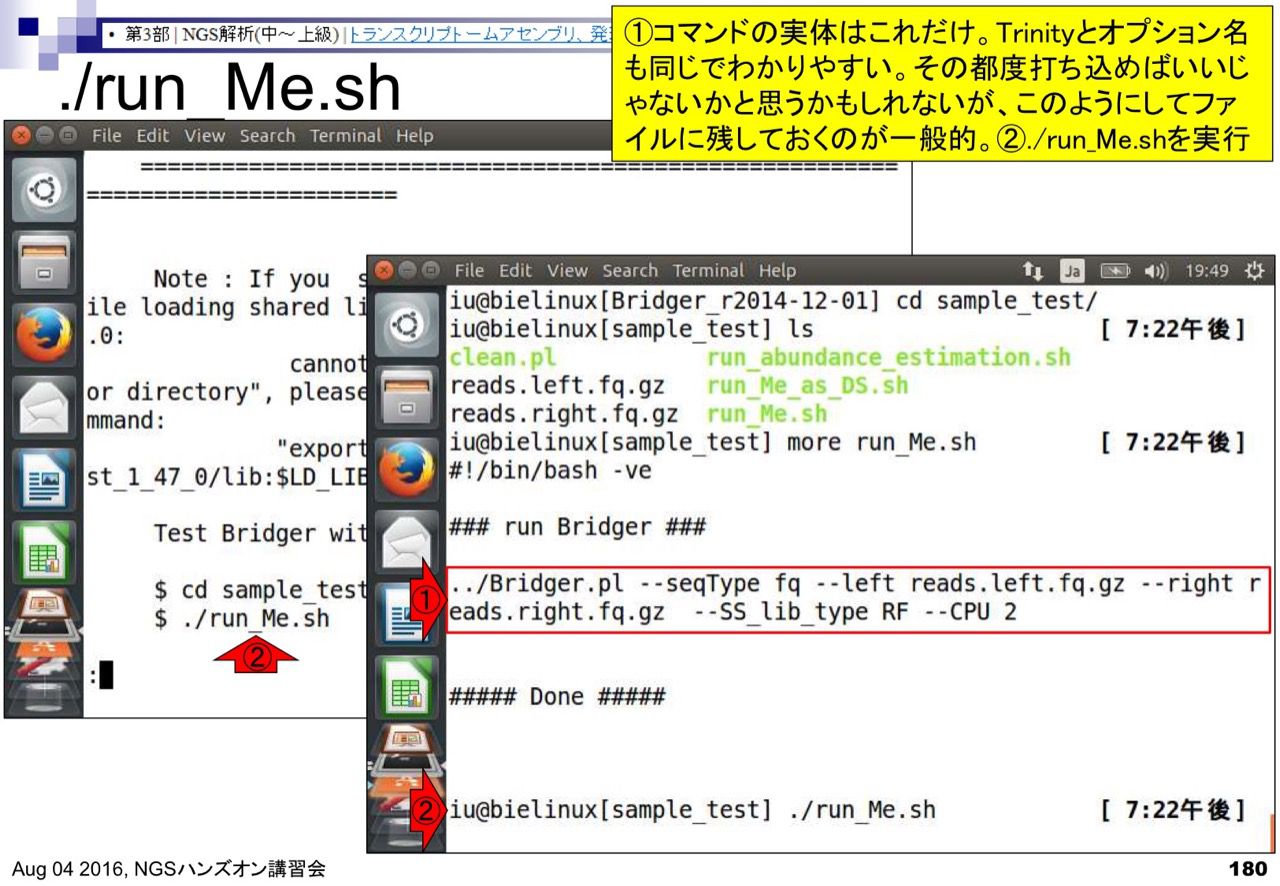 • 第3部 | NGS解析(中～上級) | トランスクリプトームアセンブリ、発
./run_Me.sh
①コマンドの実体はこれだけ。Trinityとオプション名
も同じでわかりやすい。その都度打ち込めばいいじ
ゃないかと思うかもしれないが、このようにしてファ
イルに残しておくのが一般的。②./run_Me.shを実行
File Edit View Search Terminal Help
========================================================
=======================
Note : If you s
ile loading shared li
.0:
cannot
or directory", please
mmand:
"export
st_1_47_0/lib:$LD_LIB
Test Bridger wit
$ cd sample_test
$ ./run_Me.sh
②
:
File Edit View Search Terminal Help Ja 19:49
iu@bielinux[Bridger_r2014-12-01] cd sample_test/
iu@bielinux[sample_test] ls [ 7:22午後]
clean.pl run_abundance_estimation.sh
reads.left.fq.gz run_Me_as_DS.sh
reads.right.fq.gz run_Me.sh
iu@bielinux[sample_test] more run_Me.sh [ 7:22午後]
#!/bin/bash -ve
### run Bridger ###
① ../Bridger.pl --seqType fq --left reads.left.fq.gz --right r
eads.right.fq.gz --SS_lib_type RF --CPU 2
##### Done #####
② iu@bielinux[sample_test] ./run_Me.sh [ 7:22午後]
Aug 04 2016, NGSハンズオン講習会
180